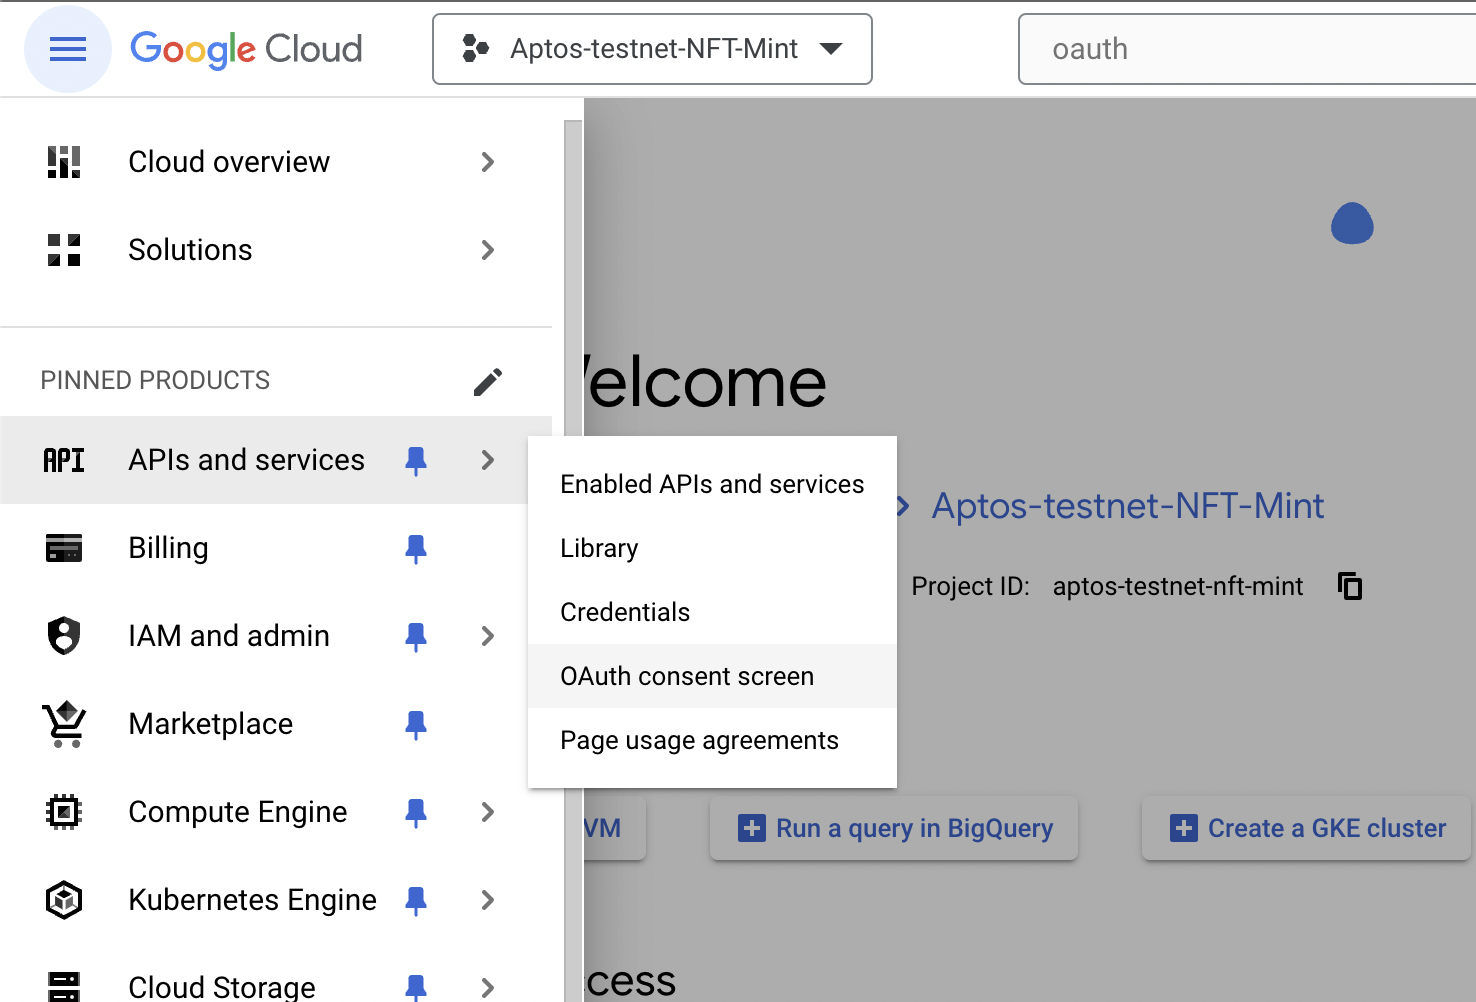 Google Cloud
Aptos-testnet-NFT-Mint
oauth
Cloud overview
Solutions
PINNED PRODUCTS
API APIs and services
Billing
IAM and admin
Marketplace
Compute Engine
Kubernetes Engine
Cloud Storage
Enabled APIs and services
Library
Credentials
OAuth consent screen
Page usage agreements
Welcome
Aptos-testnet-NFT-Mint
Project ID: aptos-testnet-nft-mint
VM
Run a query in BigQuery
Create a GKE cluster